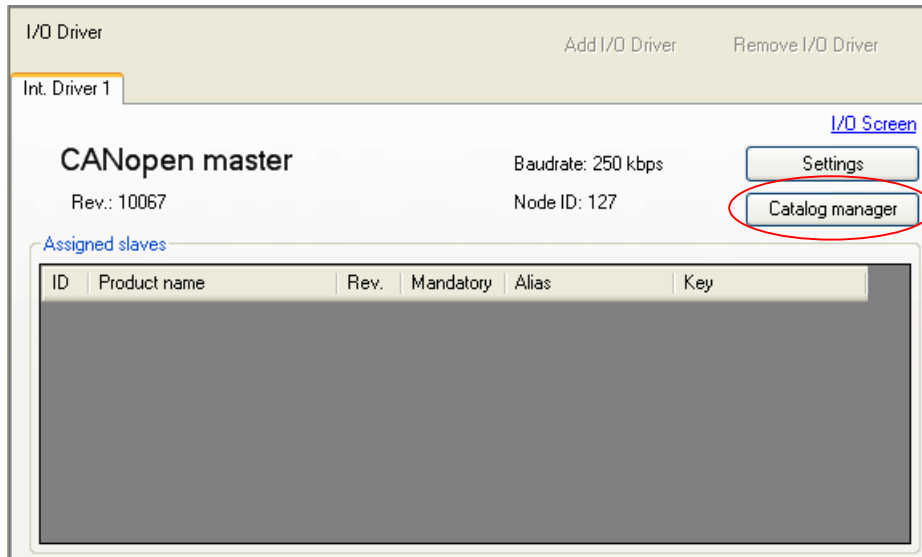 I/O Driver
Add I/O Driver Remove I/O Driver
Int. Driver 1
I/O Screen
CANopen master Baudrate: 250 kbps Settings
Rev.: 10067 Node ID: 127 Catalog manager
Assigned slaves
ID Product name Rev. Mandatory Alias Key